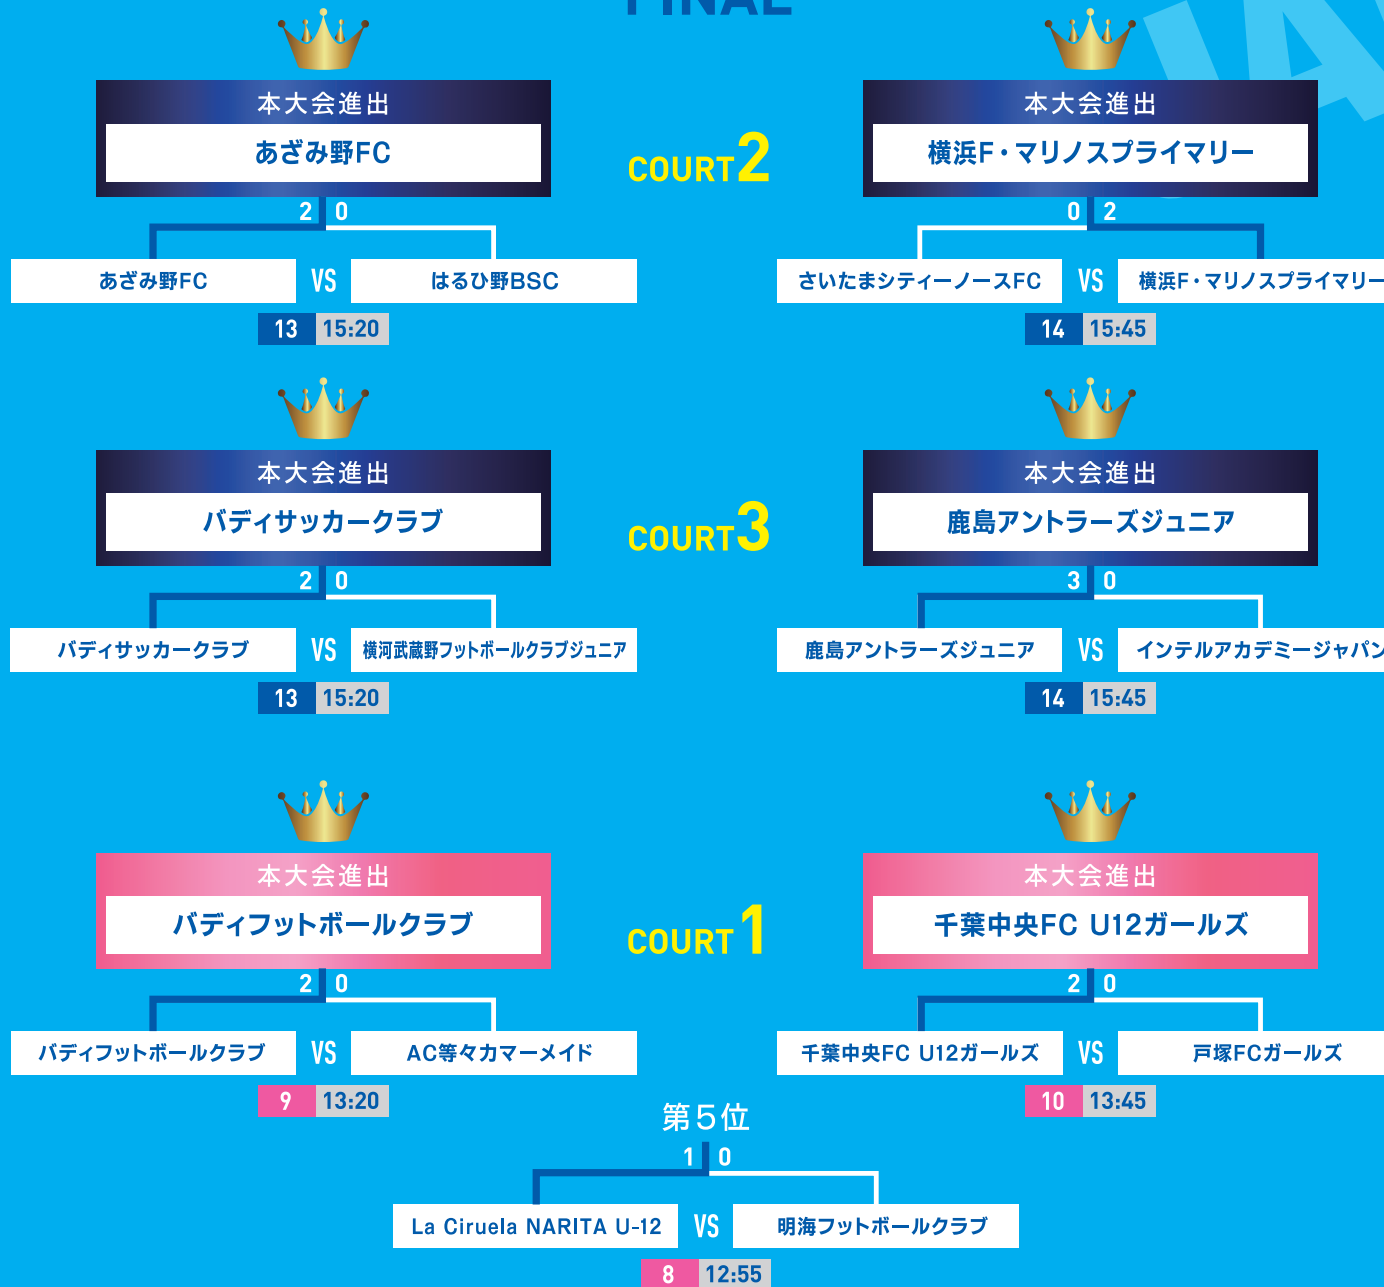 FINAL
本大会進出
あざみ野FC
2 0
あざみ野FC VS はるひ野BSC
13 15:20
COURT 2
本大会進出
横浜F・マリノスプライマリー
0 2
さいたまシティーノースFC VS 横浜F・マリノスプライマリー
14 15:45
本大会進出
バディサッカークラブ
2 0
バディサッカークラブ VS 横河武蔵野フットボールクラブジュニア
13 15:20
COURT 3
本大会進出
鹿島アントラーズジュニア
3 0
鹿島アントラーズジュニア VS インテルアカデミージャパン
14 15:45
本大会進出
バディフットボールクラブ
2 0
バディフットボールクラブ VS AC等々力マーメイド
9 13:20
COURT 1
本大会進出
千葉中央FC U12ガールズ
2 0
千葉中央FC U12ガールズ VS 戸塚FCガールズ
10 13:45
第5位
1 0
La Ciruela NARITA U-12 VS 明海フットボールクラブ
8 12:55